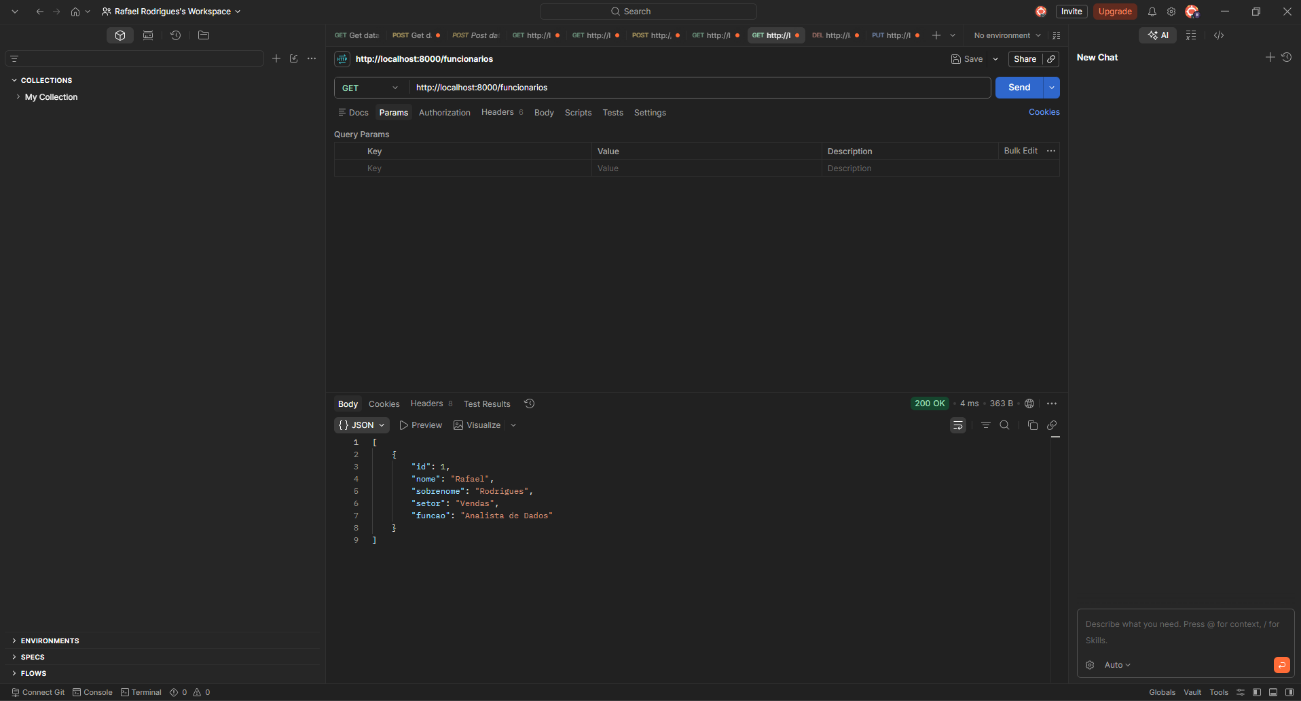 Rafael Rodrigues's Workspace
Search
Invite
Upgrade
COLLECTIONS
My Collection
GET Get data
POST Get d.
POST Post da
GET http://l
GET http://l
POST http:/,
GET http://l
GET http://l
DEL http://l
PUT http://l
No environment
AI
HTTP http://localhost:8000/funcionarios
Save
Share
New Chat
GET http://localhost:8000/funcionarios
Send
Docs Params Authorization Headers 6 Body Scripts Tests Settings
Cookies
Query Params
Key Value Description Bulk Edit
Key Value Description
Body Cookies Headers 8 Test Results
200 OK • 4 ms • 363 B
{ } JSON Preview Visualize
1 [
2 {
3 "id": 1,
4 "nome": "Rafael",
5 "sobrenome": "Rodrigues",
6 "setor": "Vendas",
7 "funcao": "Analista de Dados"
8 }
9 ]
Describe what you need. Press @ for context, / for
Skills.
Auto
ENVIRONMENTS
SPECS
FLOWS
Connect Git Console Terminal 0 0
Globals Vault Tools